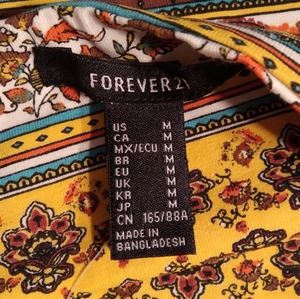 FOREVER 21
US M
CA M
MX/ECU M
BR M
EU M
UK M
KR M
JP M
CN 165/88A
MADE IN
BANGLADESH